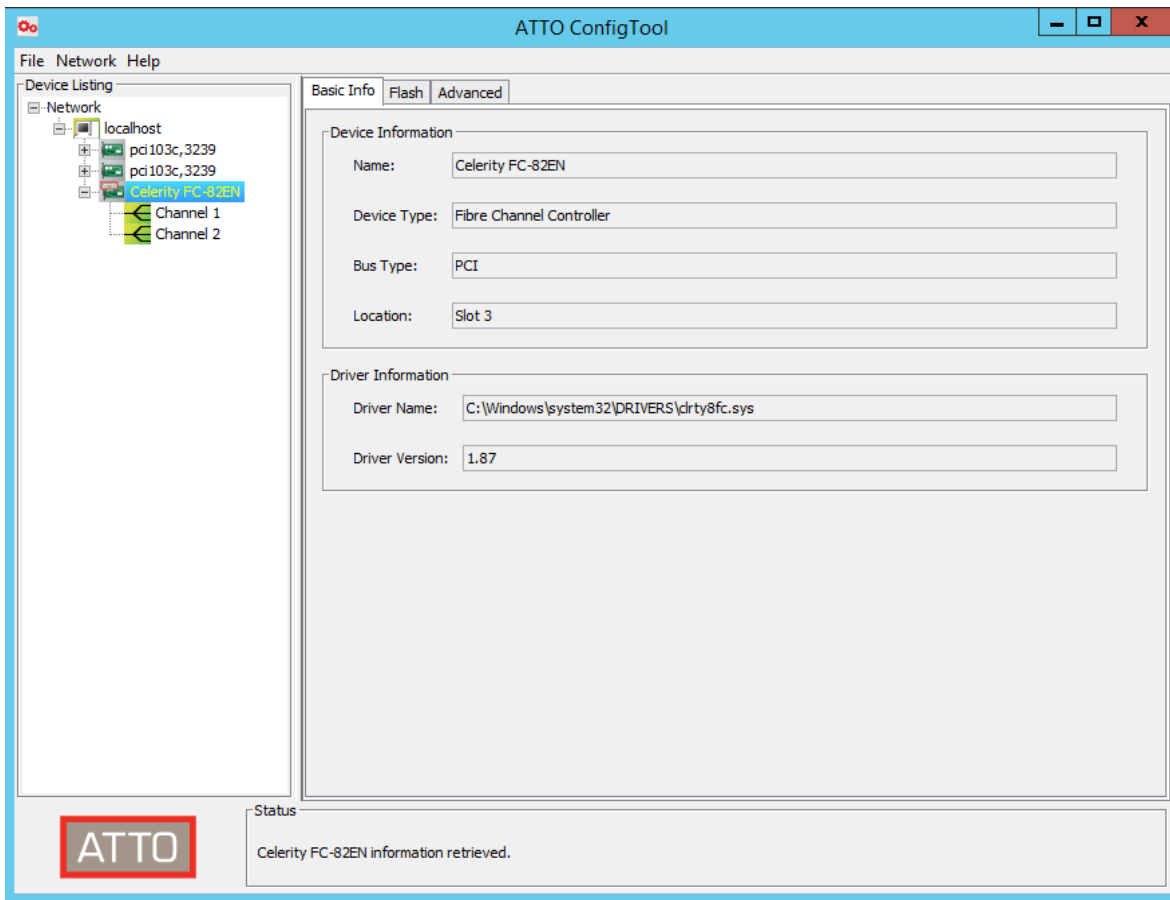 ATTO ConfigTool
File Network Help
Device Listing
Network
localhost
pci103c,3239
pci103c,3239
Celerity FC-82EN
Channel 1
Channel 2
Basic Info Flash Advanced
Device Information
Name: Celerity FC-82EN
Device Type: Fibre Channel Controller
Bus Type: PCI
Location: Slot 3
Driver Information
Driver Name: C:\Windows\system32\DRIVERS\clrty8fc.sys
Driver Version: 1.87
ATTO
Status
Celerity FC-82EN information retrieved.